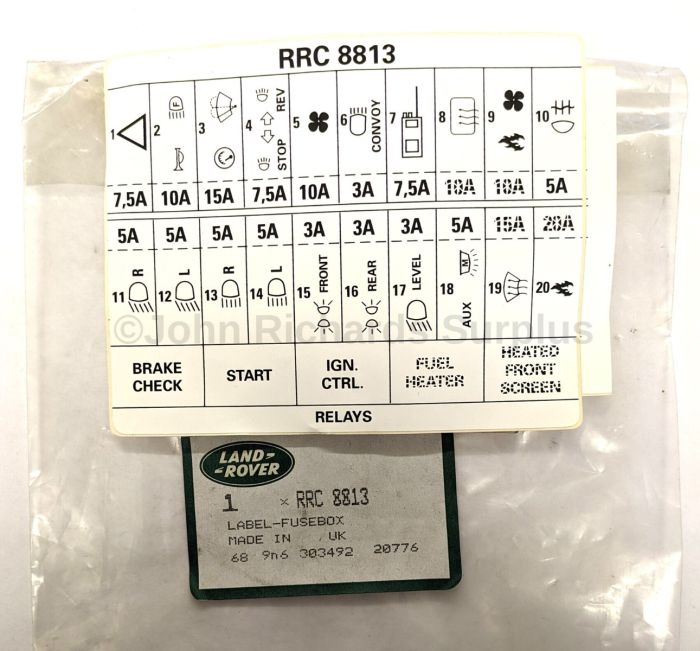 RRC 8813
1 2 3 4 5 6 7 8 9 10
F REV STOP CONVOY
7,5A 10A 15A 7,5A 10A 3A 7,5A 10A 10A 5A
5A 5A 5A 5A 3A 3A 3A 5A 15A 20A
11 R 12 L 13 R 14 L 15 FRONT 16 REAR 17 LEVEL 18 AUX M 19 20
©John Richards Surplus
BRAKE CHECK START IGN. CTRL. FUEL HEATER HEATED FRONT SCREEN
RELAYS
LAND-
-ROVER
1 × RRC 8813
LABEL-FUSEBOX
MADE IN UK
68 9n6 303492 20776